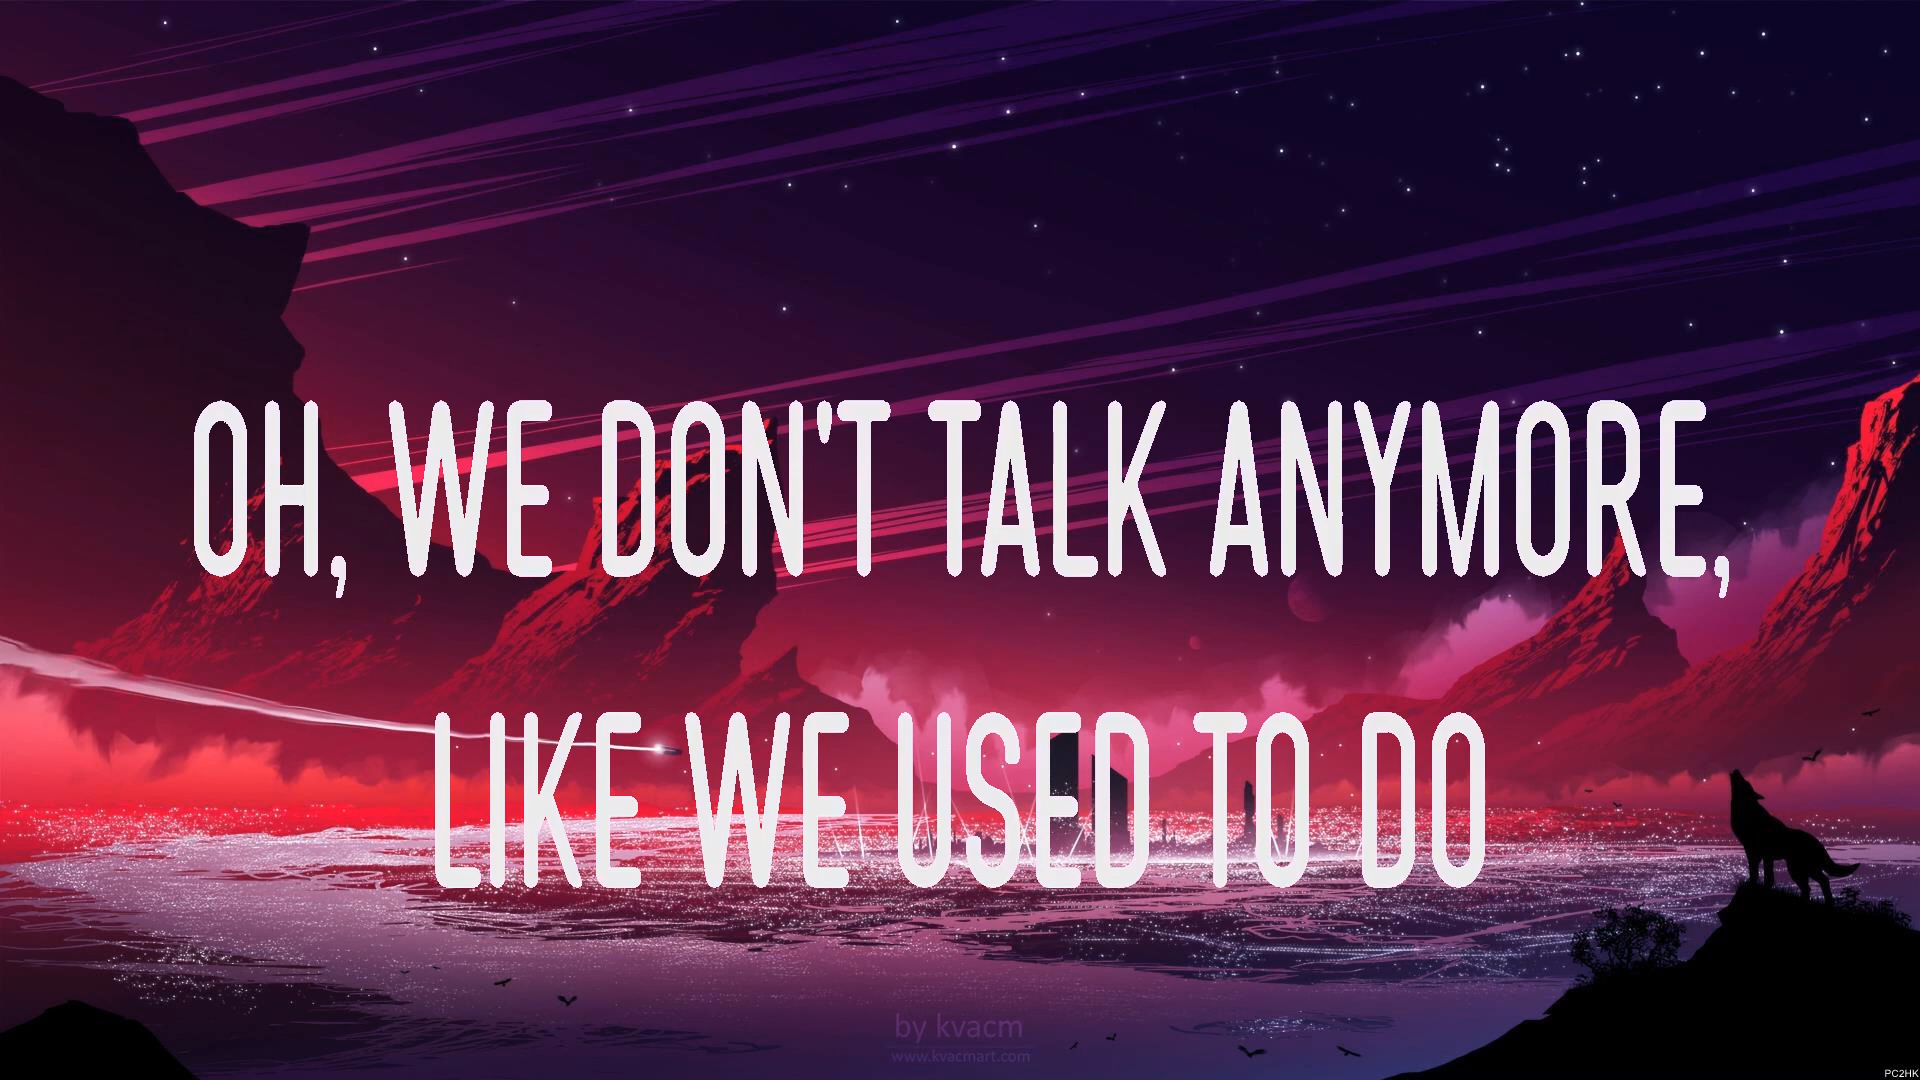 OH, WE DON'T TALK ANYMORE,
LIKE WE USED TO DO
by kvacm
www.kvacmart.com
PC2HK